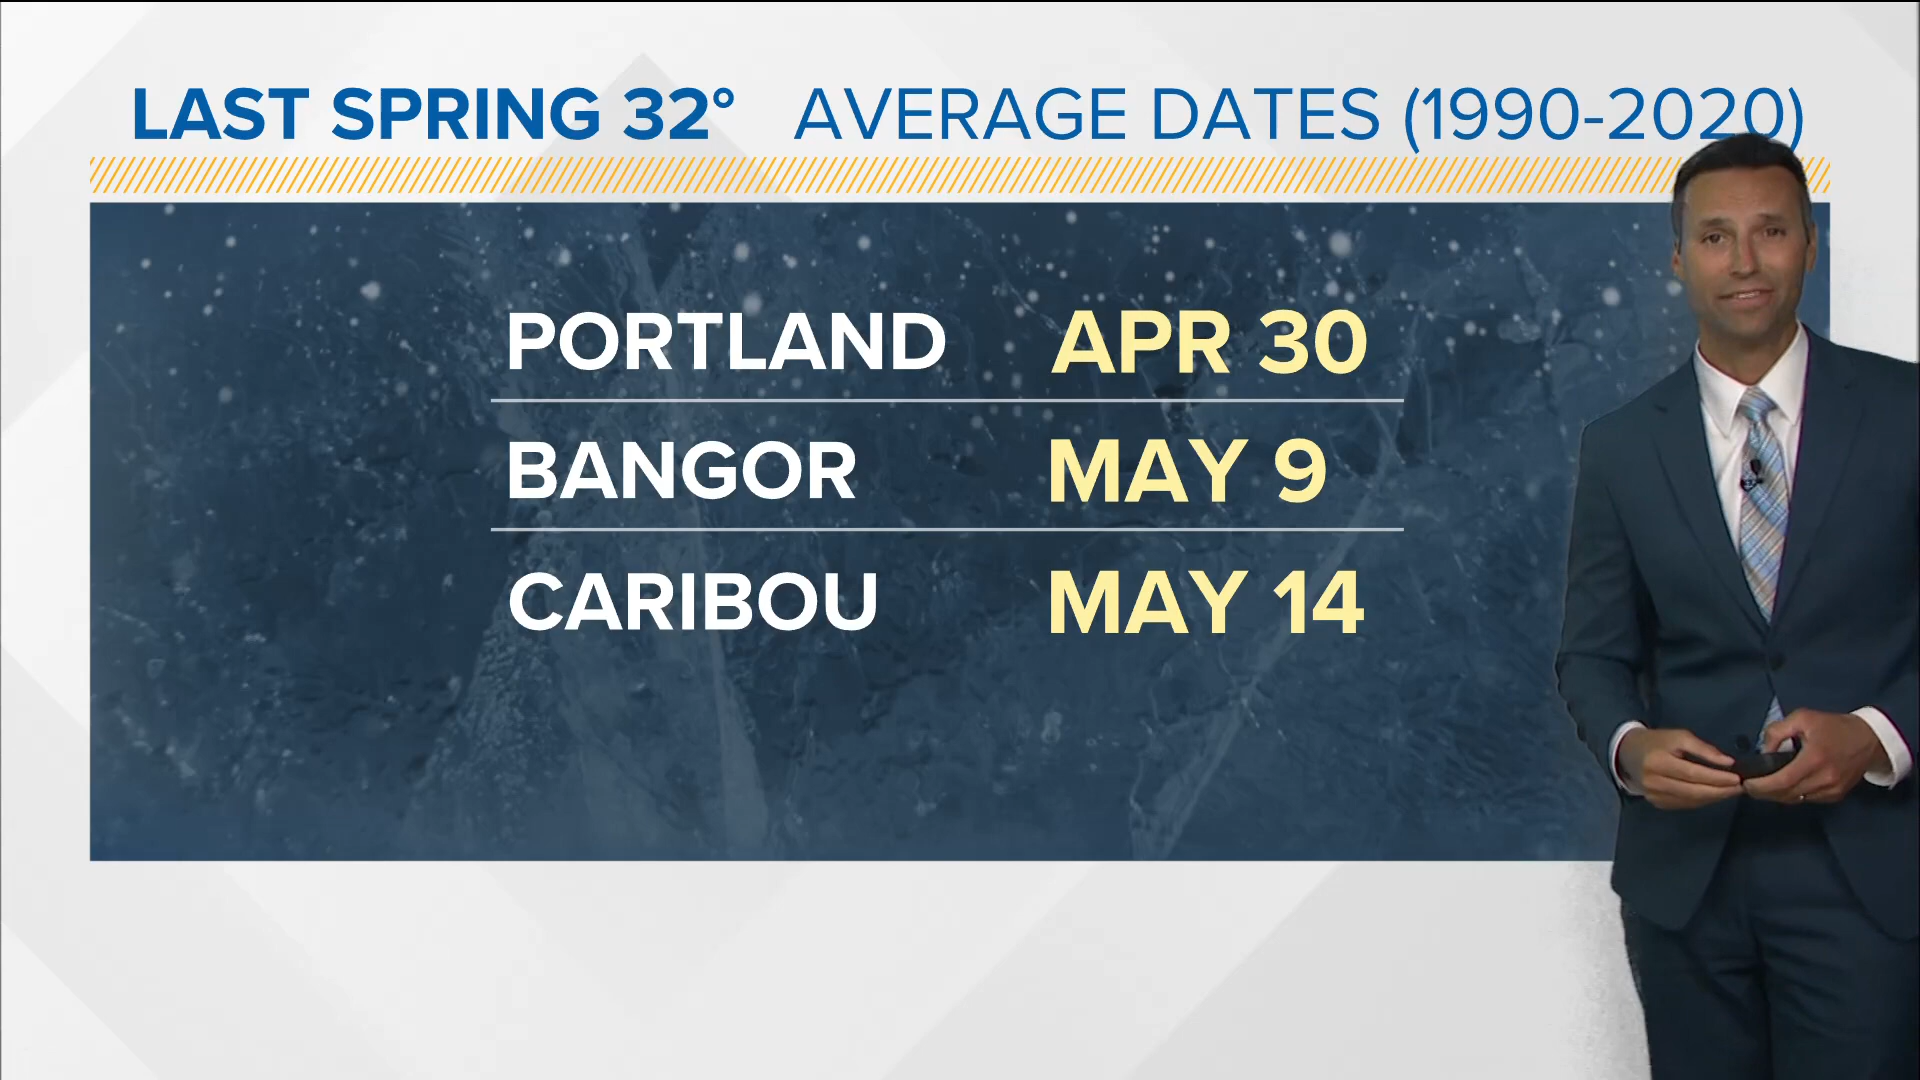 LAST SPRING 32° AVERAGE DATES (1990-2020)
PORTLAND APR 30
BANGOR MAY 9
CARIBOU MAY 14